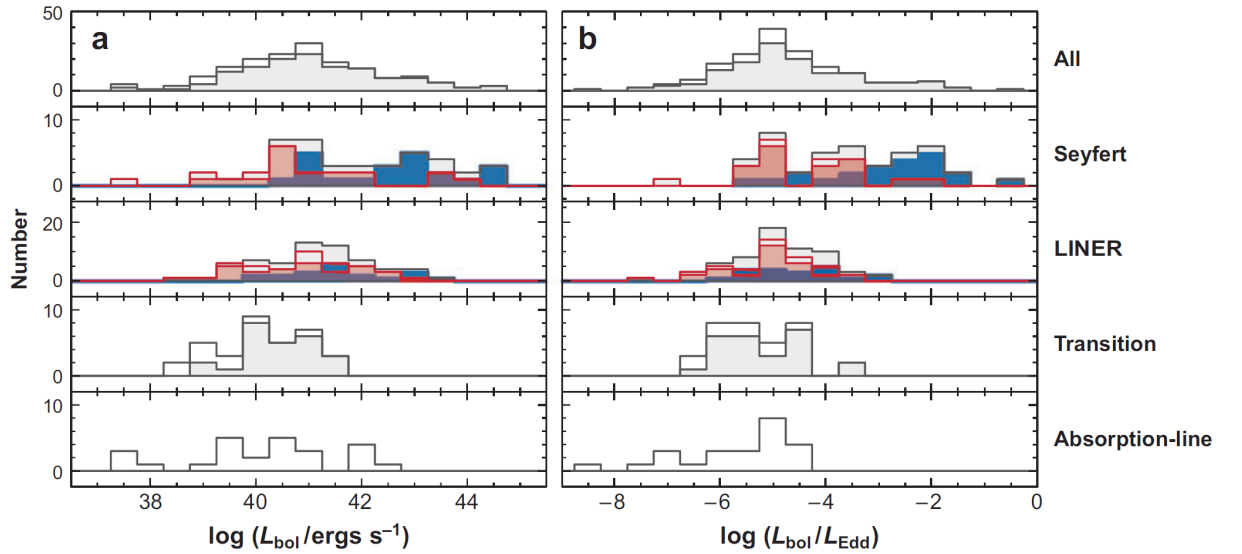 a
b
50
0
All
10
0
Seyfert
20
0
LINER
10
0
Transition
10
0
Absorption-line
Number
38 40 42 44
−8 −6 −4 −2 0
log (Lbol/ergs s−1)
log (Lbol/LEdd)